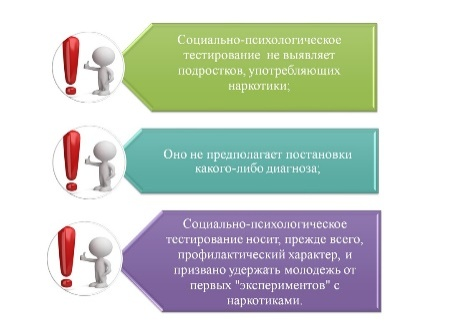 Социально-психологическое
тестирование не выявляет
подростков, употребляющих
наркотики;
Оно не предполагает постановки
какого-либо диагноза;
Социально-психологическое
тестирование носит, прежде всего,
профилактический характер, и
призвано удержать молодежь от
первых "экспериментов" с
наркотиками.